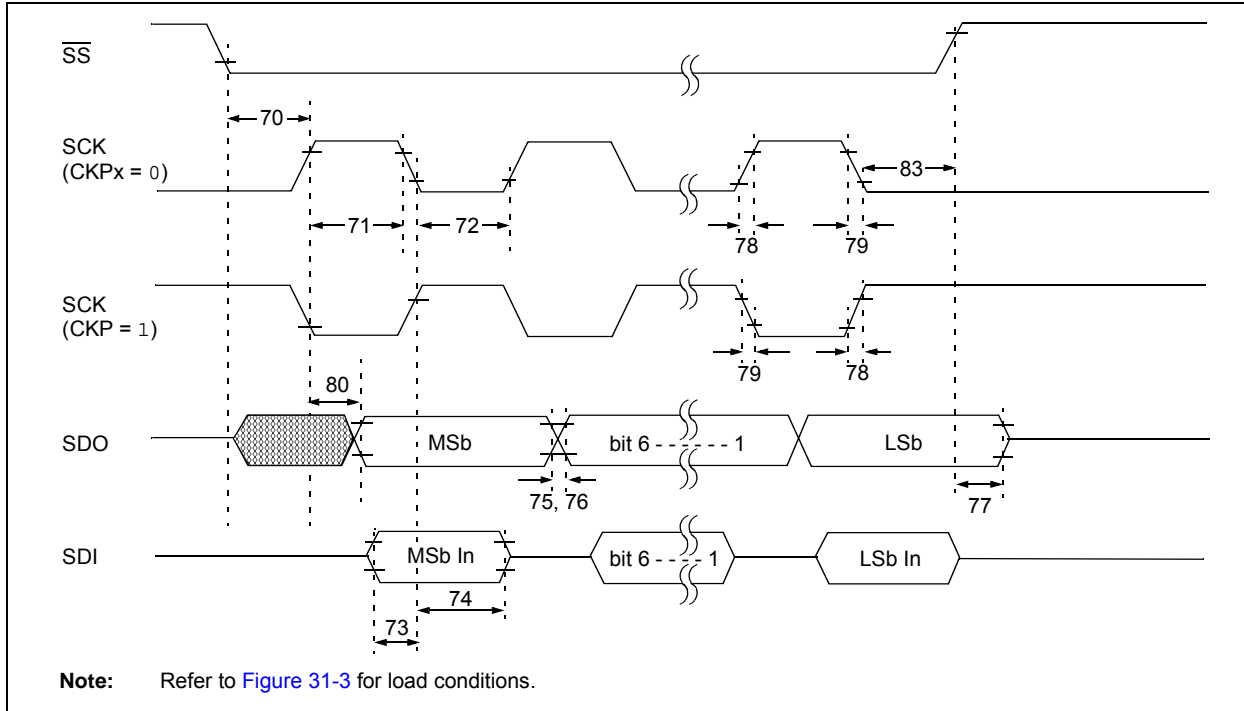 SS
70
SCK
(CKPx = 0)
83
71
72
78
79
SCK
(CKP = 1)
79
78
80
SDO
MSb
bit 6 - - - - - - 1
LSb
75, 76
77
SDI
MSb In
bit 6 - - - - 1
LSb In
74
73
Note: Refer to Figure 31-3 for load conditions.